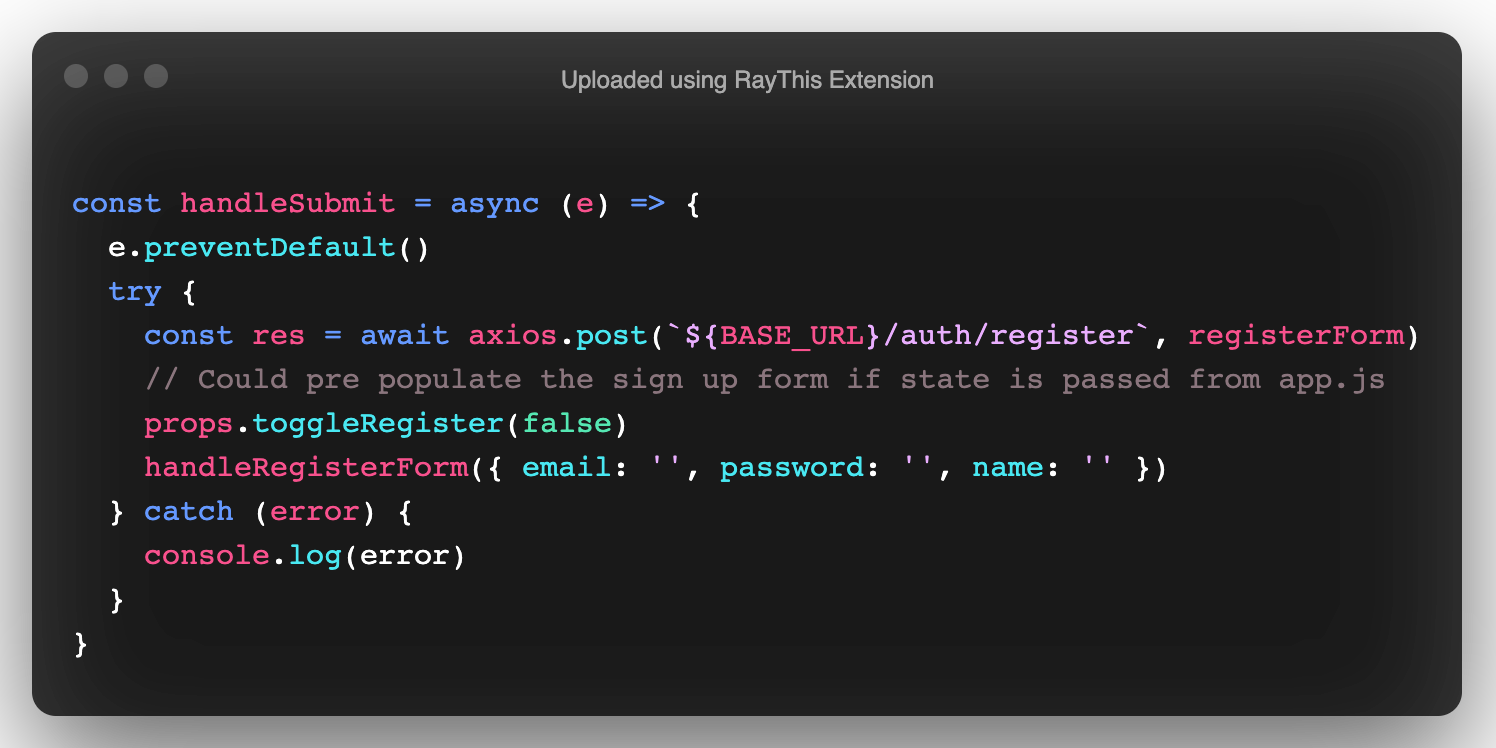 Uploaded using RayThis Extension
const handleSubmit = async (e) => {
  e.preventDefault()
  try {
    const res = await axios.post(`${BASE_URL}/auth/register`, registerForm)
    // Could pre populate the sign up form if state is passed from app.js
    props.toggleRegister(false)
    handleRegisterForm({ email: '', password: '', name: '' })
  } catch (error) {
    console.log(error)
  }
}